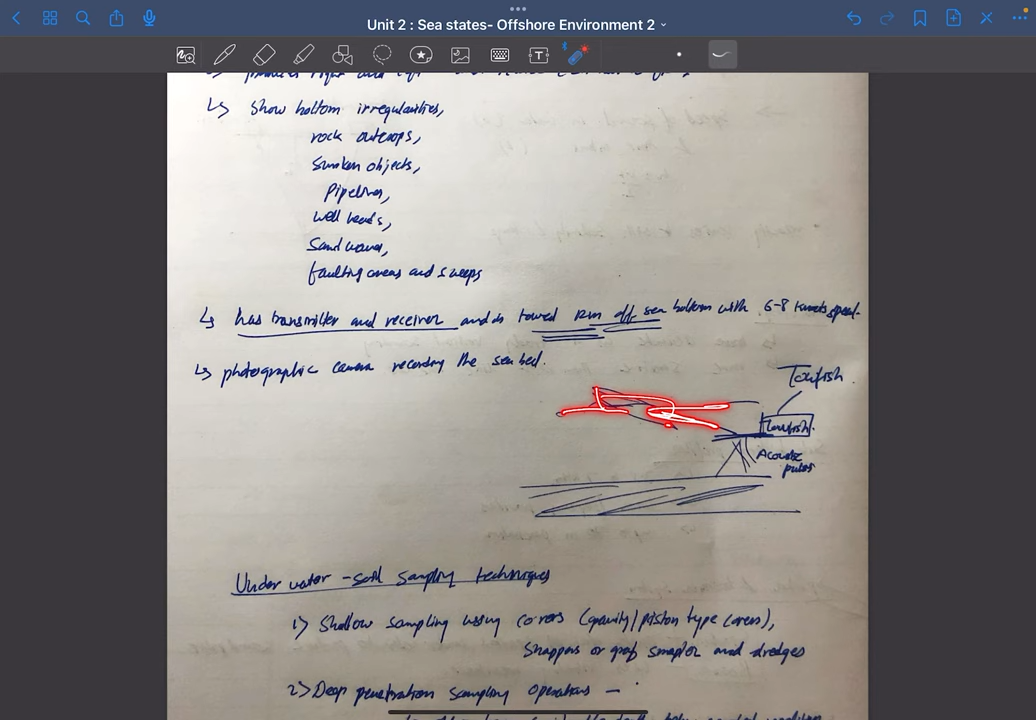 Unit 2 : Sea states- Offshore Environment 2
T
↳ Show bottom irregularities,
rock outcrops,
Sunken objects,
Pipelines,
well heads,
Sand waves,
faulting areas and sweeps
↳ has transmitter and receiver and is towed 12m off sea bottom with 6-8 knots speed.
↳ photographic camera recording the sea bed.
Towfish
Towfish.
Acoustic
pulses
Under water - soil sampling techniques
1) Shallow sampling using corers (gravity/piston type corers),
Snappers or grab smapler and dredges
2) Deep penetration sampling operations —